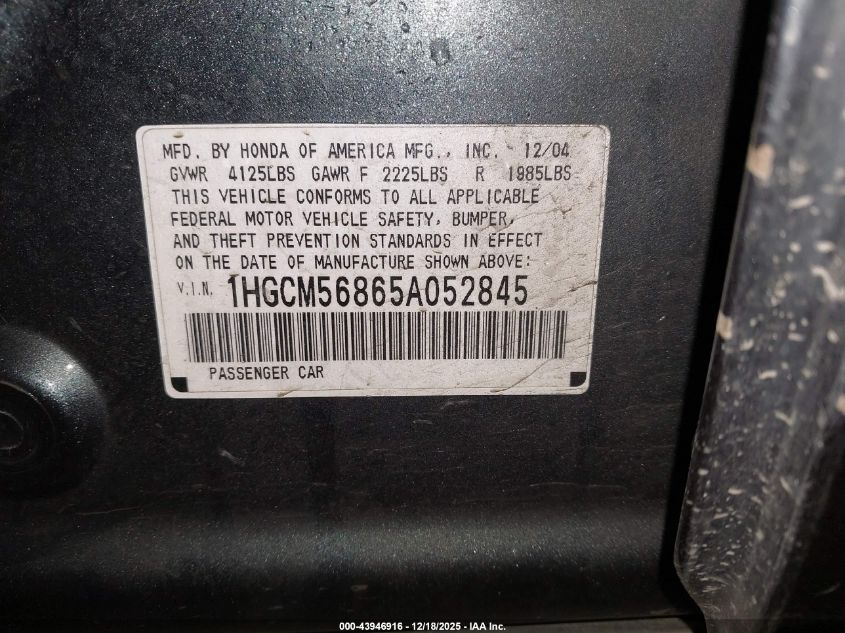 MFD. BY HONDA OF AMERICA MFG., INC. 12/04
GVWR 4125LBS GAWR F 2225LBS R 1985LBS
THIS VEHICLE CONFORMS TO ALL APPLICABLE
FEDERAL MOTOR VEHICLE SAFETY, BUMPER,
AND THEFT PREVENTION STANDARDS IN EFFECT
ON THE DATE OF MANUFACTURE SHOWN ABOVE:
V.I.N. 1HGCM56865A052845
PASSENGER CAR
000-43946916 - 12/18/2025 - IAA Inc.